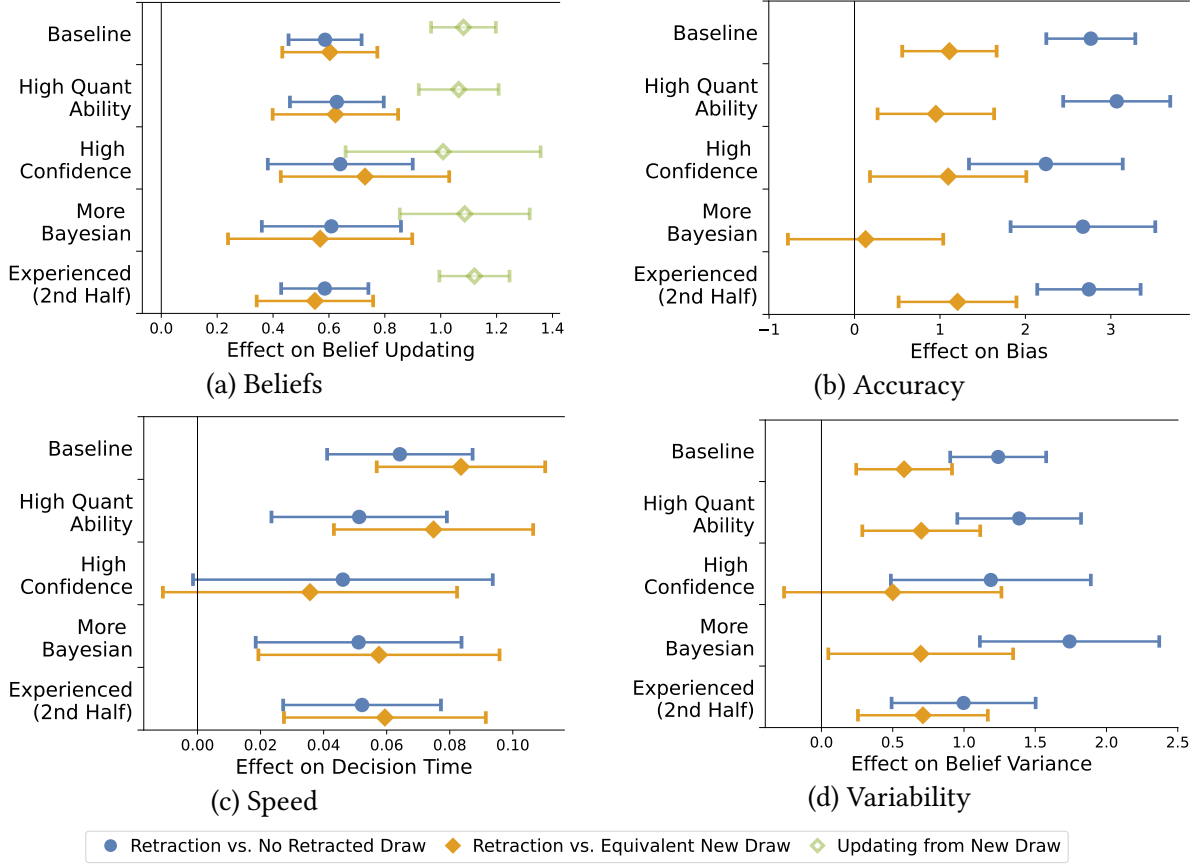 Baseline
High Quant
Ability
High
Confidence
More
Bayesian
Experienced
(2nd Half)
0.0 0.2 0.4 0.6 0.8 1.0 1.2 1.4
Effect on Belief Updating
(a) Beliefs
Baseline
High Quant
Ability
High
Confidence
More
Bayesian
Experienced
(2nd Half)
−1 0 1 2 3
Effect on Bias
(b) Accuracy
Baseline
High Quant
Ability
High
Confidence
More
Bayesian
Experienced
(2nd Half)
0.00 0.02 0.04 0.06 0.08 0.10
Effect on Decision Time
(c) Speed
Baseline
High Quant
Ability
High
Confidence
More
Bayesian
Experienced
(2nd Half)
0.0 0.5 1.0 1.5 2.0 2.5
Effect on Belief Variance
(d) Variability
Retraction vs. No Retracted Draw Retraction vs. Equivalent New Draw Updating from New Draw